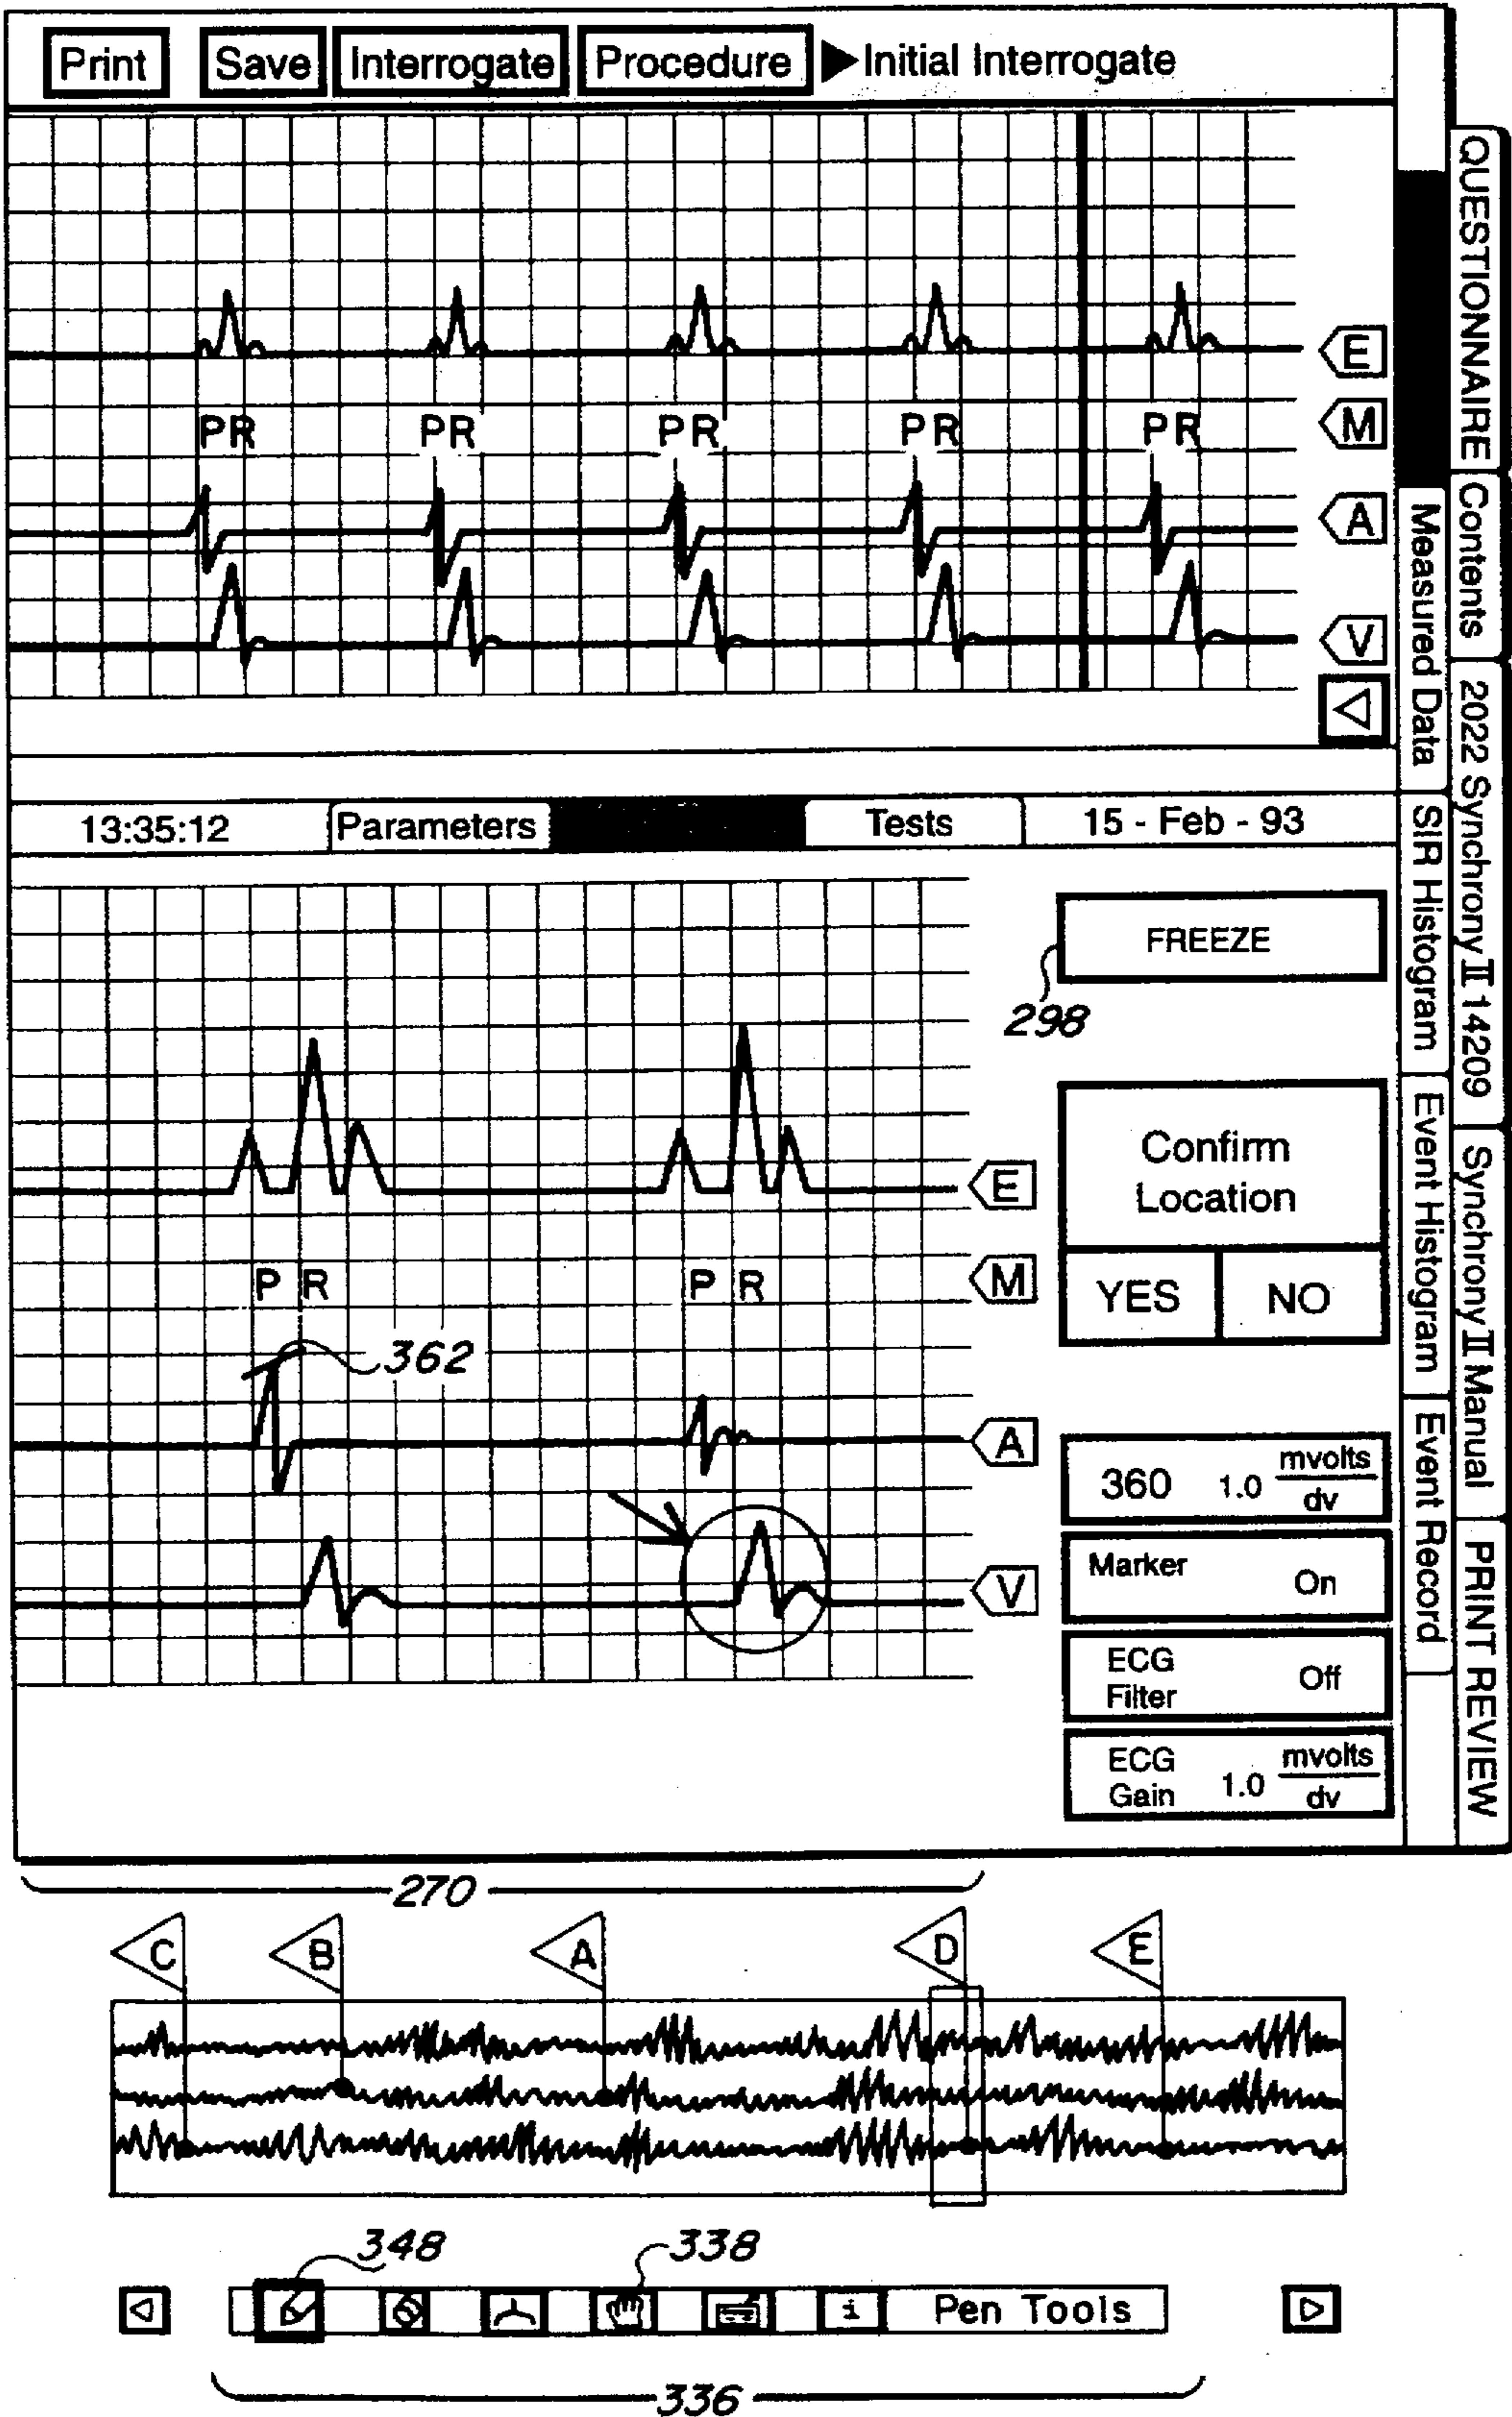 Print Save Interrogate Procedure ▶Initial Interrogate
E
PR PR PR PR PR M
A
V
13:35:12 Parameters Tests 15 - Feb - 93
FREEZE
298
Confirm
Location
YES NO
E
P R P R M
362
A
360 1.0 mvolts
dv
Marker
On
V
ECG
Filter Off
ECG
Gain 1.0 mvolts
dv
QUESTIONNAIRE Contents 2022 Synchrony II 14209 Synchrony II Manual PRINT REVIEW
Measured Data SIR Histogram Event Histogram Event Record
270
C B A D E
348 338
i Pen Tools
336